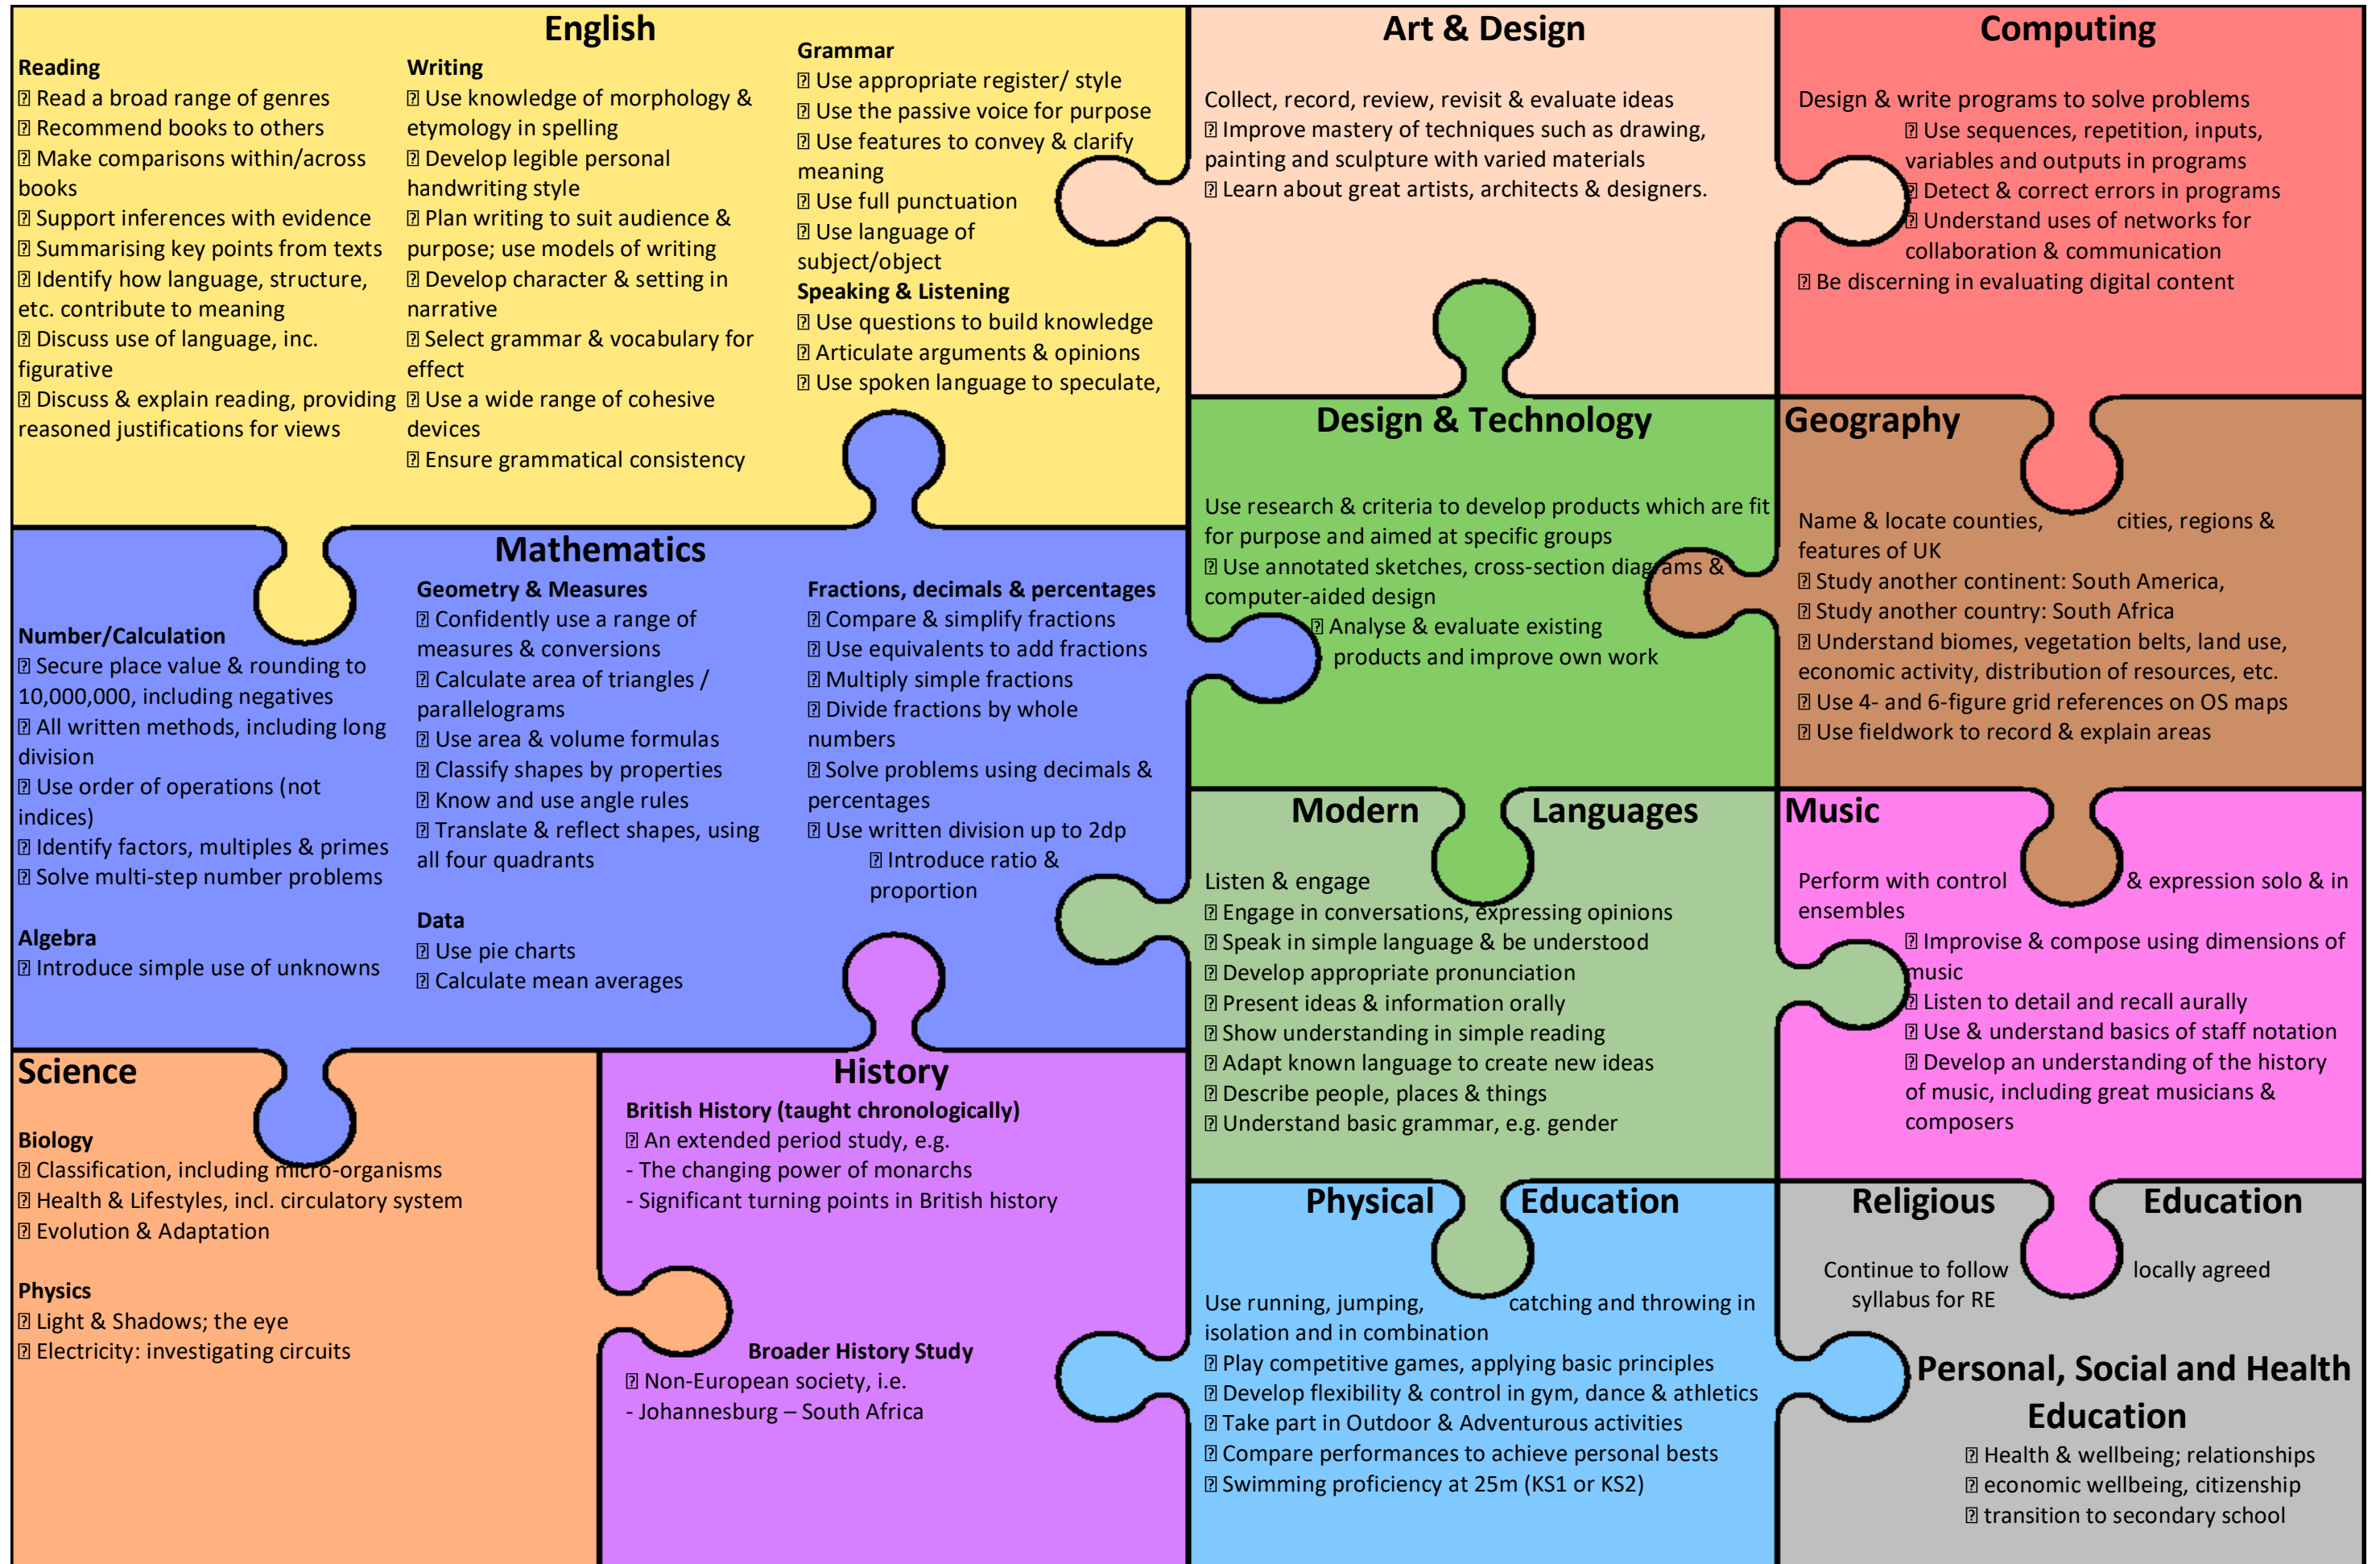 English
Reading
⍰ Read a broad range of genres
⍰ Recommend books to others
⍰ Make comparisons within/across
books
⍰ Support inferences with evidence
⍰ Summarising key points from texts
⍰ Identify how language, structure,
etc. contribute to meaning
⍰ Discuss use of language, inc.
figurative
⍰ Discuss & explain reading, providing
reasoned justifications for views
Writing
⍰ Use knowledge of morphology &
etymology in spelling
⍰ Develop legible personal
handwriting style
⍰ Plan writing to suit audience &
purpose; use models of writing
⍰ Develop character & setting in
narrative
⍰ Select grammar & vocabulary for
effect
⍰ Use a wide range of cohesive
devices
⍰ Ensure grammatical consistency
Grammar
⍰ Use appropriate register/ style
⍰ Use the passive voice for purpose
⍰ Use features to convey & clarify
meaning
⍰ Use full punctuation
⍰ Use language of
subject/object
Speaking & Listening
⍰ Use questions to build knowledge
⍰ Articulate arguments & opinions
⍰ Use spoken language to speculate,
Art & Design
Collect, record, review, revisit & evaluate ideas
⍰ Improve mastery of techniques such as drawing,
painting and sculpture with varied materials
⍰ Learn about great artists, architects & designers.
Computing
Design & write programs to solve problems
⍰ Use sequences, repetition, inputs,
variables and outputs in programs
⍰ Detect & correct errors in programs
⍰ Understand uses of networks for
collaboration & communication
⍰ Be discerning in evaluating digital content
Design & Technology
Use research & criteria to develop products which are fit
for purpose and aimed at specific groups
⍰ Use annotated sketches, cross-section diagrams &
computer-aided design
⍰ Analyse & evaluate existing
products and improve own work
Geography
Name & locate counties, cities, regions &
features of UK
⍰ Study another continent: South America,
⍰ Study another country: South Africa
⍰ Understand biomes, vegetation belts, land use,
economic activity, distribution of resources, etc.
⍰ Use 4- and 6-figure grid references on OS maps
⍰ Use fieldwork to record & explain areas
Mathematics
Number/Calculation
⍰ Secure place value & rounding to
10,000,000, including negatives
⍰ All written methods, including long
division
⍰ Use order of operations (not
indices)
⍰ Identify factors, multiples & primes
⍰ Solve multi-step number problems
Algebra
⍰ Introduce simple use of unknowns
Geometry & Measures
⍰ Confidently use a range of
measures & conversions
⍰ Calculate area of triangles /
parallelograms
⍰ Use area & volume formulas
⍰ Classify shapes by properties
⍰ Know and use angle rules
⍰ Translate & reflect shapes, using
all four quadrants
Data
⍰ Use pie charts
⍰ Calculate mean averages
Fractions, decimals & percentages
⍰ Compare & simplify fractions
⍰ Use equivalents to add fractions
⍰ Multiply simple fractions
⍰ Divide fractions by whole
numbers
⍰ Solve problems using decimals &
percentages
⍰ Use written division up to 2dp
⍰ Introduce ratio &
proportion
Modern Languages
Listen & engage
⍰ Engage in conversations, expressing opinions
⍰ Speak in simple language & be understood
⍰ Develop appropriate pronunciation
⍰ Present ideas & information orally
⍰ Show understanding in simple reading
⍰ Adapt known language to create new ideas
⍰ Describe people, places & things
⍰ Understand basic grammar, e.g. gender
Music
Perform with control & expression solo & in
ensembles
⍰ Improvise & compose using dimensions of
music
⍰ Listen to detail and recall aurally
⍰ Use & understand basics of staff notation
⍰ Develop an understanding of the history
of music, including great musicians &
composers
Science
Biology
⍰ Classification, including micro-organisms
⍰ Health & Lifestyles, incl. circulatory system
⍰ Evolution & Adaptation
Physics
⍰ Light & Shadows; the eye
⍰ Electricity: investigating circuits
History
British History (taught chronologically)
⍰ An extended period study, e.g.
- The changing power of monarchs
- Significant turning points in British history
Broader History Study
⍰ Non-European society, i.e.
- Johannesburg – South Africa
Physical Education
Use running, jumping, catching and throwing in
isolation and in combination
⍰ Play competitive games, applying basic principles
⍰ Develop flexibility & control in gym, dance & athletics
⍰ Take part in Outdoor & Adventurous activities
⍰ Compare performances to achieve personal bests
⍰ Swimming proficiency at 25m (KS1 or KS2)
Religious Education
Continue to follow locally agreed
syllabus for RE
Personal, Social and Health
Education
⍰ Health & wellbeing; relationships
⍰ economic wellbeing, citizenship
⍰ transition to secondary school